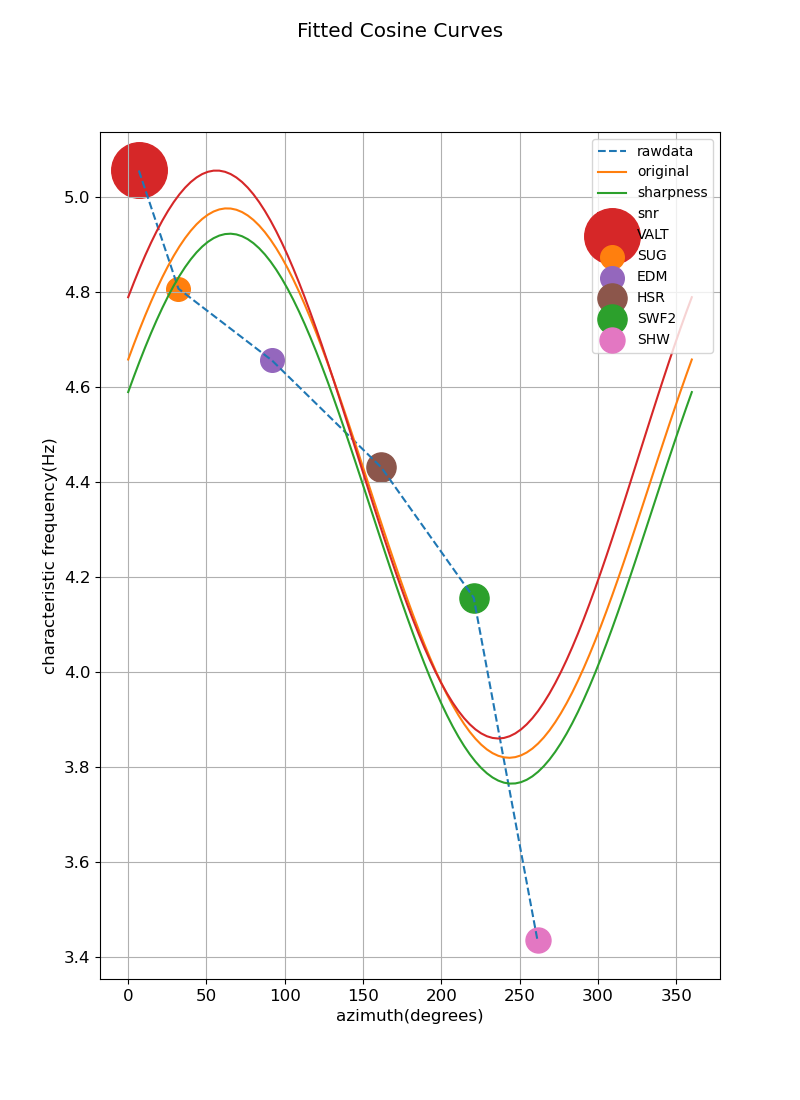 Fitted Cosine Curves
rawdata
original
sharpness
snr
VALT
SUG
EDM
HSR
SWF2
SHW
characteristic frequency(Hz)
5.0
4.8
4.6
4.4
4.2
4.0
3.8
3.6
3.4
0 50 100 150 200 250 300 350
azimuth(degrees)